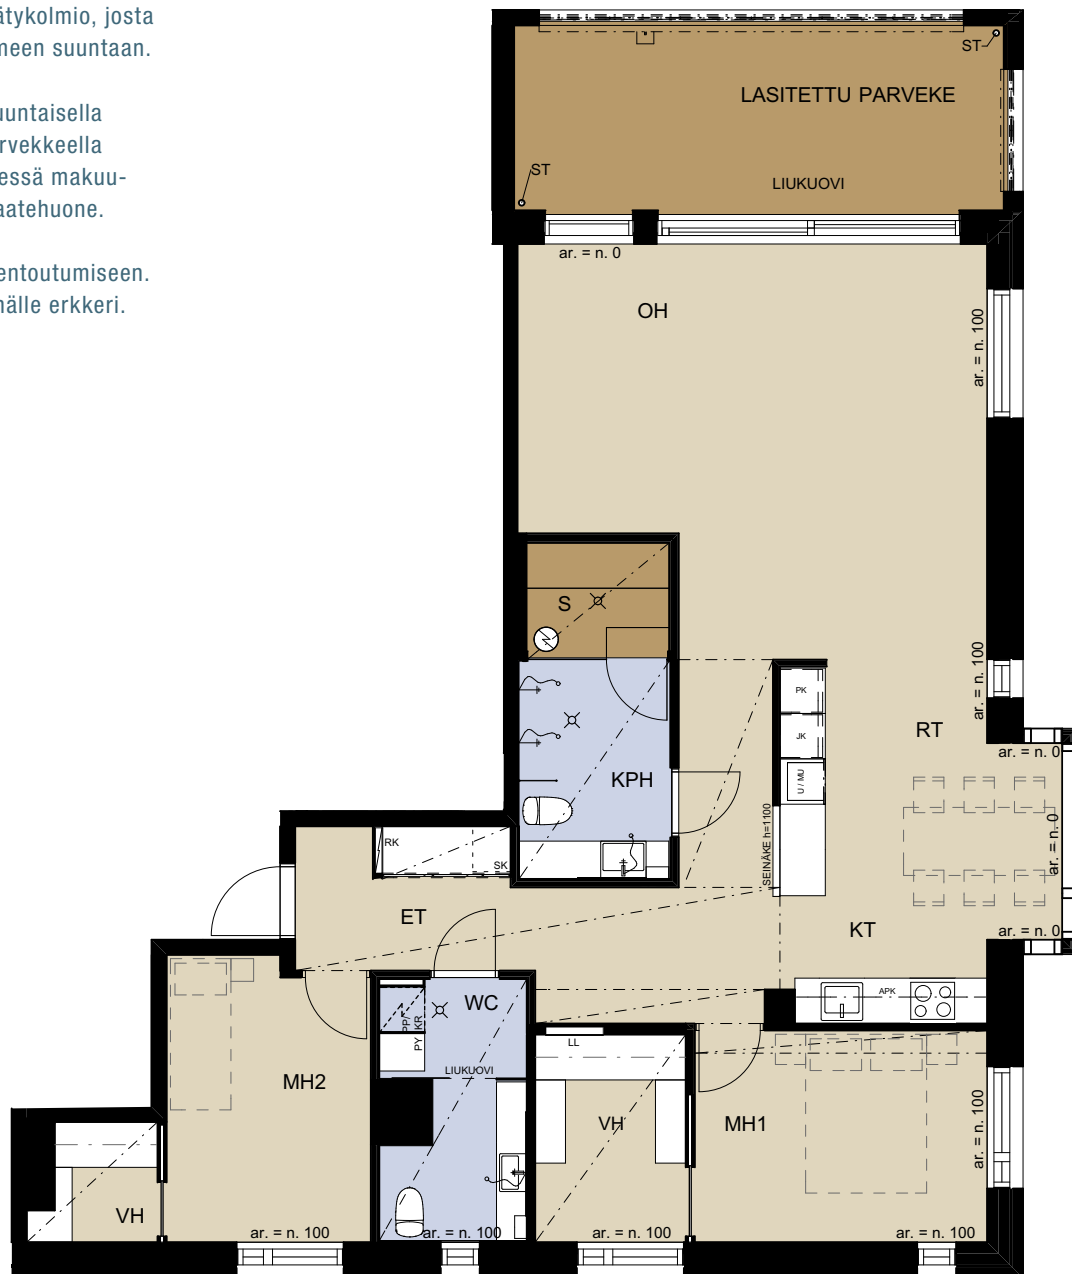 ätykolmio, josta
neen suuntaan.
uuntaisella
rvekkeella
essä makuu-
aatehuone.
entoutumiseen.
nälle erkkeri.
ST
LASITETTU PARVEKE
ST
LIUKUOVI
ar. = n. 0
OH
ar. = n. 100
S
ar. = n. 100
PK
JK
RT
ar. = n. 0
KPH
U / MU
SEINÄKE h=1100
ar. = n. 0
RK
SK
ET
KT
ar. = n. 0
APK
WC
PP/
KR
PY
LL
LIUKUOVI
MH2
VH
MH1
ar. = n. 100
VH
ar. = n. 100
ar. = n. 100
ar. = n. 100
ar. = n. 100